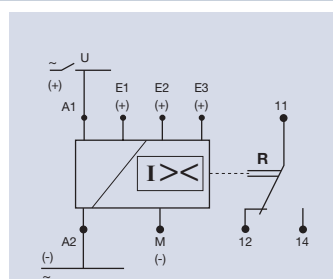 ~ U
(+) E1 E2 E3
A1 (+) (+) (+) 11
I>< R
A2 M 12 14
(-) (-)
~